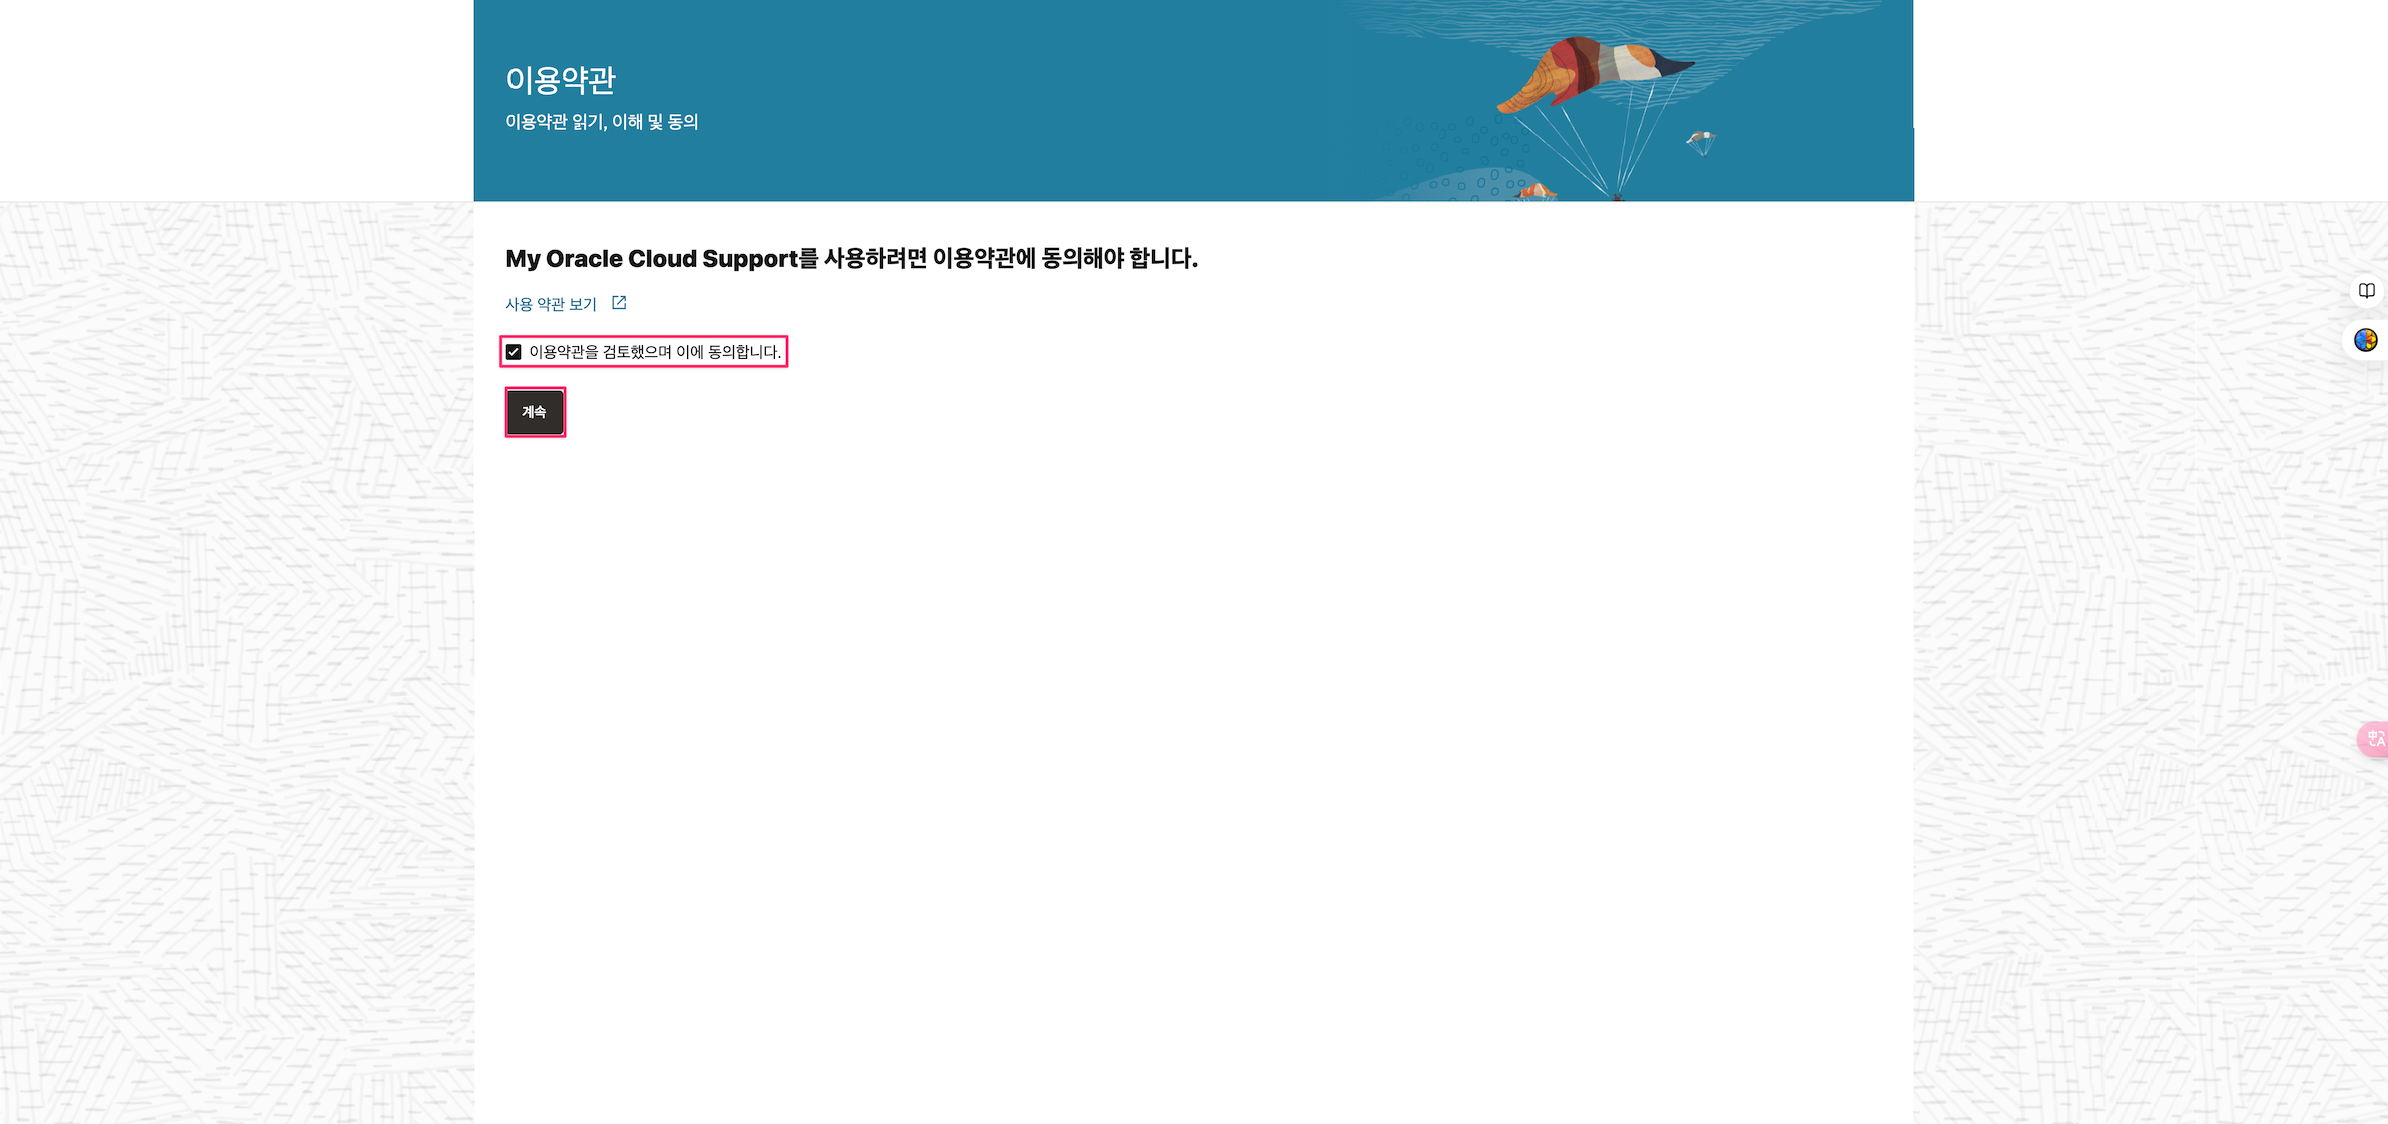 이용약관
이용약관 읽기, 이해 및 동의
My Oracle Cloud Support를 사용하려면 이용약관에 동의해야 합니다.
사용 약관 보기
이용약관을 검토했으며 이에 동의합니다.
계속